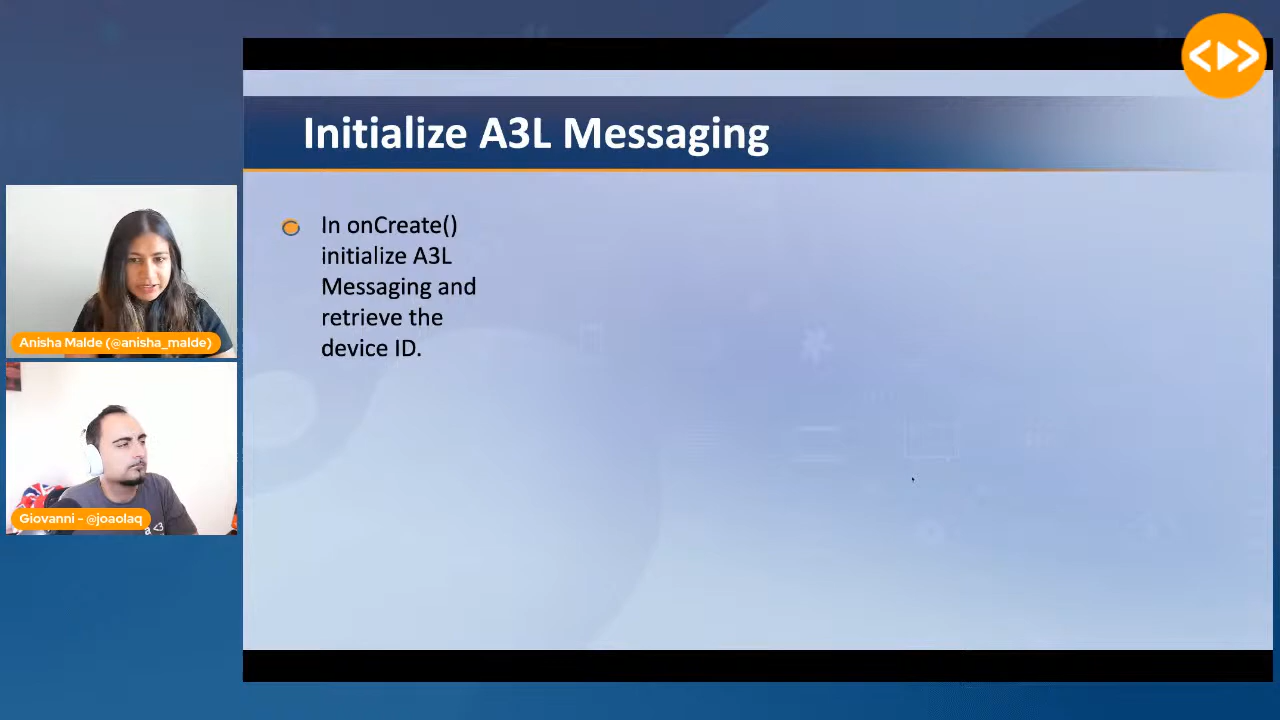 Initialize A3L Messaging
In onCreate()
initialize A3L
Messaging and
retrieve the
device ID.
Anisha Malde (@anisha_malde)
Giovanni - @joaolaq